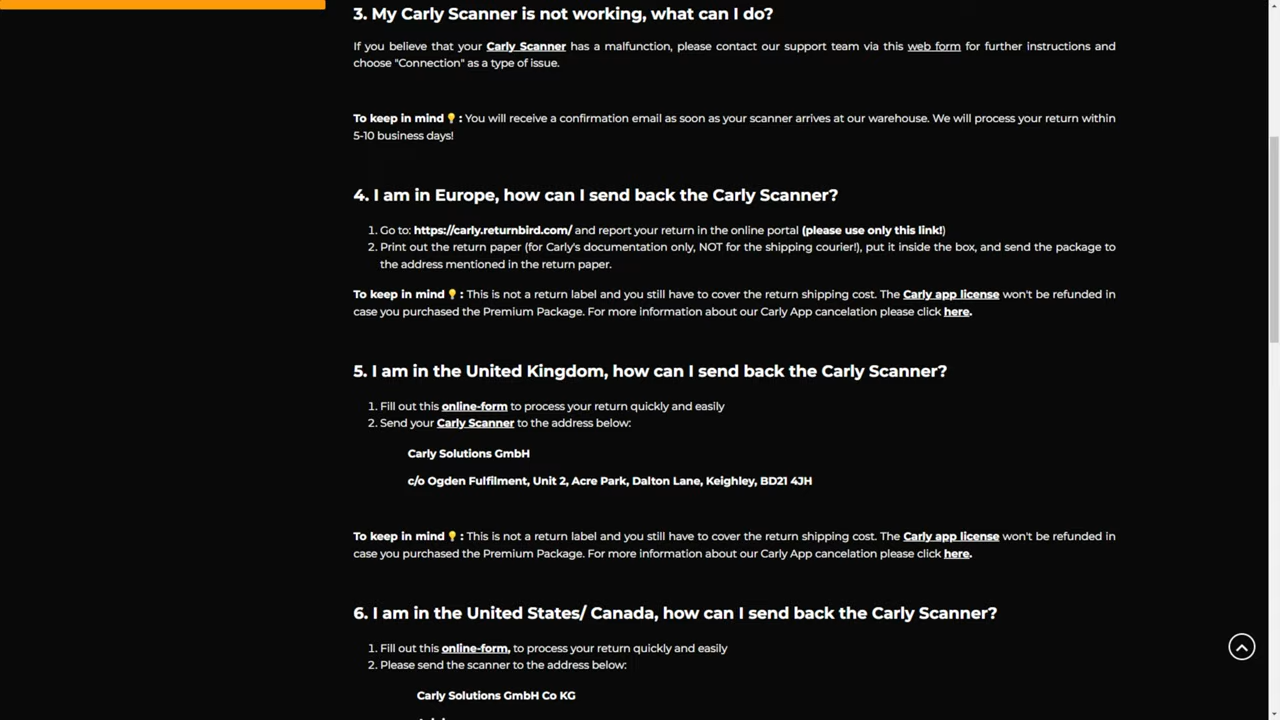 3. My Carly Scanner is not working, what can I do?
If you believe that your Carly Scanner has a malfunction, please contact our support team via this web form for further instructions and
choose "Connection" as a type of issue.
To keep in mind💡: You will receive a confirmation email as soon as your scanner arrives at our warehouse. We will process your return within
5-10 business days!
4. I am in Europe, how can I send back the Carly Scanner?
1. Go to: https://carly.returnbird.com/ and report your return in the online portal (please use only this link!)
2. Print out the return paper (for Carly's documentation only, NOT for the shipping courier!), put it inside the box, and send the package to
the address mentioned in the return paper.
To keep in mind💡: This is not a return label and you still have to cover the return shipping cost. The Carly app license won't be refunded in
case you purchased the Premium Package. For more information about our Carly App cancelation please click here.
5. I am in the United Kingdom, how can I send back the Carly Scanner?
1. Fill out this online-form to process your return quickly and easily
2. Send your Carly Scanner to the address below:
Carly Solutions GmbH
c/o Ogden Fulfilment, Unit 2, Acre Park, Dalton Lane, Keighley, BD21 4JH
To keep in mind💡: This is not a return label and you still have to cover the return shipping cost. The Carly app license won't be refunded in
case you purchased the Premium Package. For more information about our Carly App cancelation please click here.
6. I am in the United States/ Canada, how can I send back the Carly Scanner?
1. Fill out this online-form, to process your return quickly and easily
2. Please send the scanner to the address below:
Carly Solutions GmbH Co KG